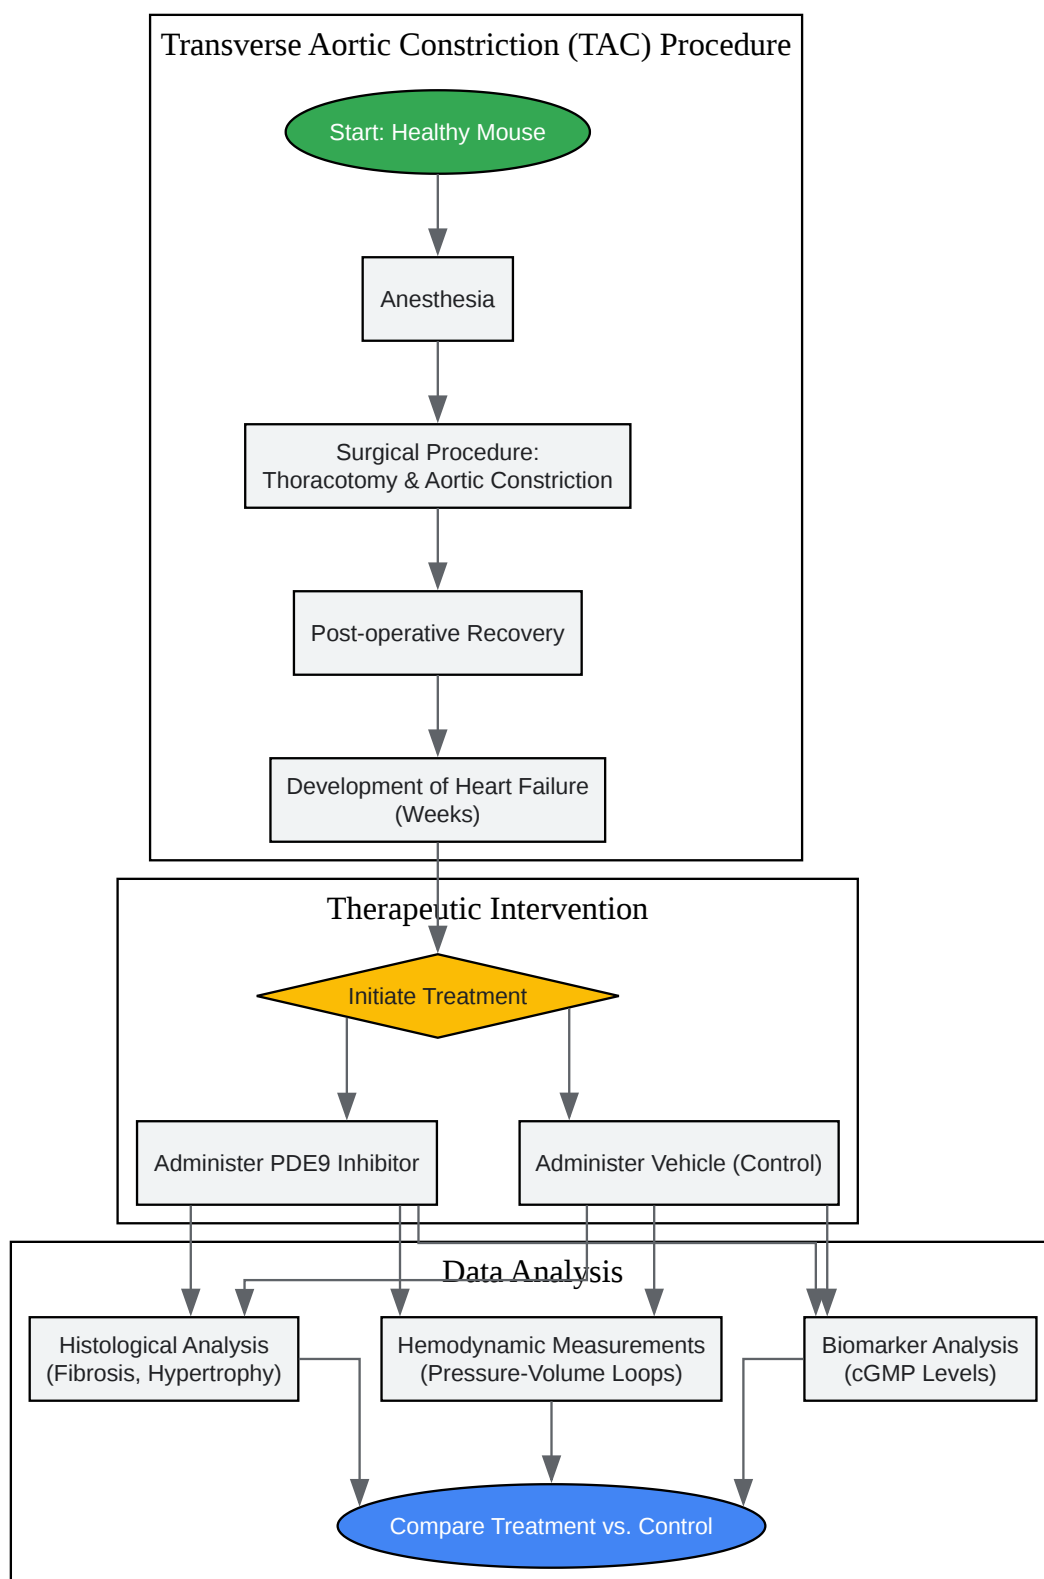 Transverse Aortic Constriction (TAC) Procedure
Start: Healthy Mouse
Anesthesia
Surgical Procedure:
Thoracotomy & Aortic Constriction
Post-operative Recovery
Development of Heart Failure
(Weeks)
Therapeutic Intervention
Initiate Treatment
Administer PDE9 Inhibitor
Administer Vehicle (Control)
Data Analysis
Histological Analysis
(Fibrosis, Hypertrophy)
Hemodynamic Measurements
(Pressure-Volume Loops)
Biomarker Analysis
(cGMP Levels)
Compare Treatment vs. Control